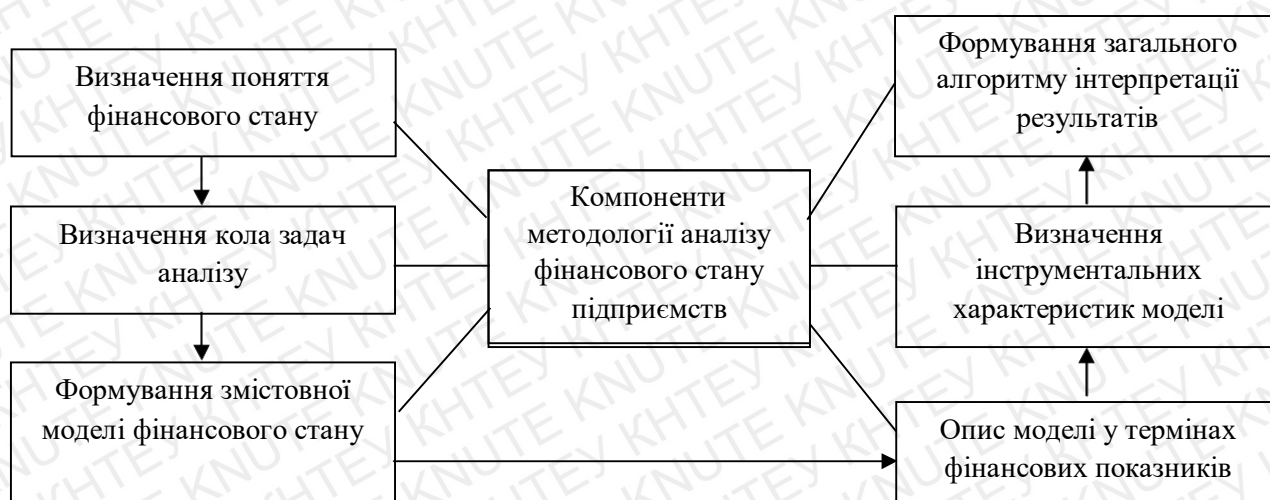 Визначення поняття
фінансового стану
Визначення кола задач
аналізу
Формування змістовної
моделі фінансового стану
Компоненти
методології аналізу
фінансового стану
підприємств
Формування загального
алгоритму інтерпретації
результатів
Визначення
інструментальних
характеристик моделі
Опис моделі у термінах
фінансових показників